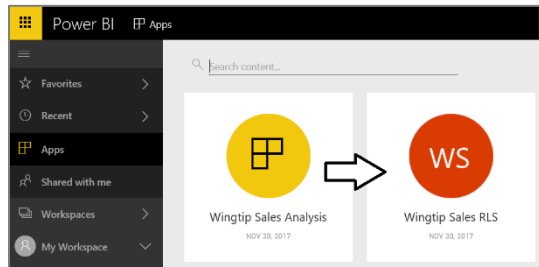 Power BI Apps
Search content...
Favorites
Recent
Apps
Shared with me
Workspaces
My Workspace
WS
Wingtip Sales Analysis
NOV 30, 2017
Wingtip Sales RLS
NOV 30, 2017